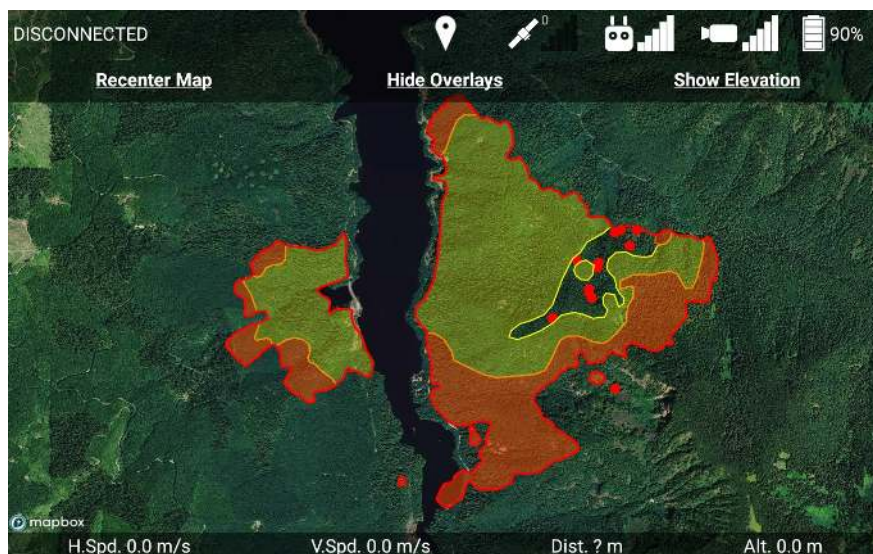 DISCONNECTED
0
90%
Recenter Map
Hide Overlays
Show Elevation
mapbox
H.Spd. 0.0 m/s
V.Spd. 0.0 m/s
Dist. ? m
Alt. 0.0 m